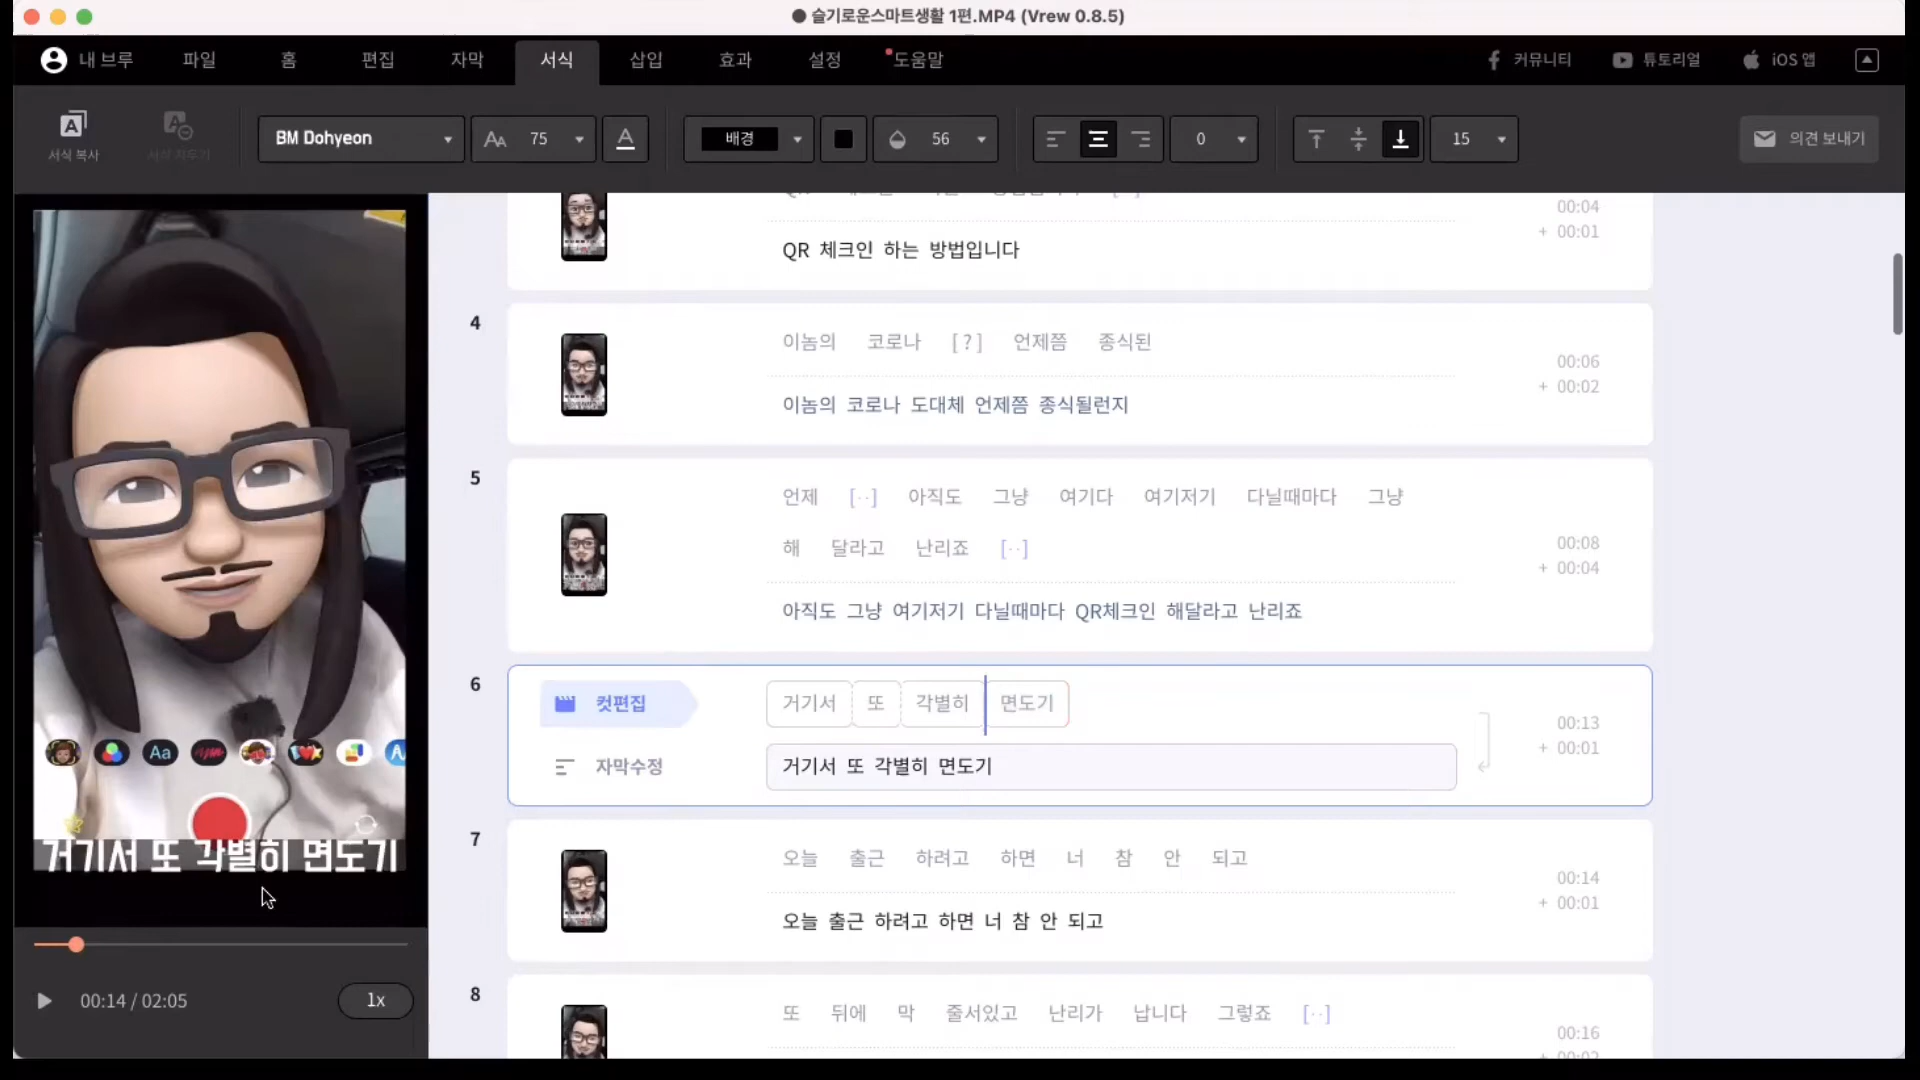 슬기로운스마트생활 1편.MP4 (Vrew 0.8.5)
내 브루 파일 홈 편집 자막 서식 삽입 효과 설정 도움말 커뮤니티 튜토리얼 iOS 앱
BM Dohyeon 75 배경 56 0 15 의견 보내기
서식 복사
00:04
+ 00:01
QR 체크인 하는 방법입니다
4
이놈의 코로나 [ ? ] 언제쯤 종식된
00:06
+ 00:02
이놈의 코로나 도대체 언제쯤 종식될런지
5
언제 [··] 아직도 그냥 여기다 여기저기 다닐때마다 그냥
해 달라고 난리죠 [··]
00:08
+ 00:04
아직도 그냥 여기저기 다닐때마다 QR체크인 해달라고 난리죠
6
컷편집 거기서 또 각별히 면도기
00:13
+ 00:01
자막수정 거기서 또 각별히 면도기
7
오늘 출근 하려고 하면 너 참 안 되고
00:14
+ 00:01
오늘 출근 하려고 하면 너 참 안 되고
8
또 뒤에 막 줄서있고 난리가 납니다 그렇죠 [··]
00:16
Aa
거기서 또 각별히 면도기
00:14 / 02:05 1x